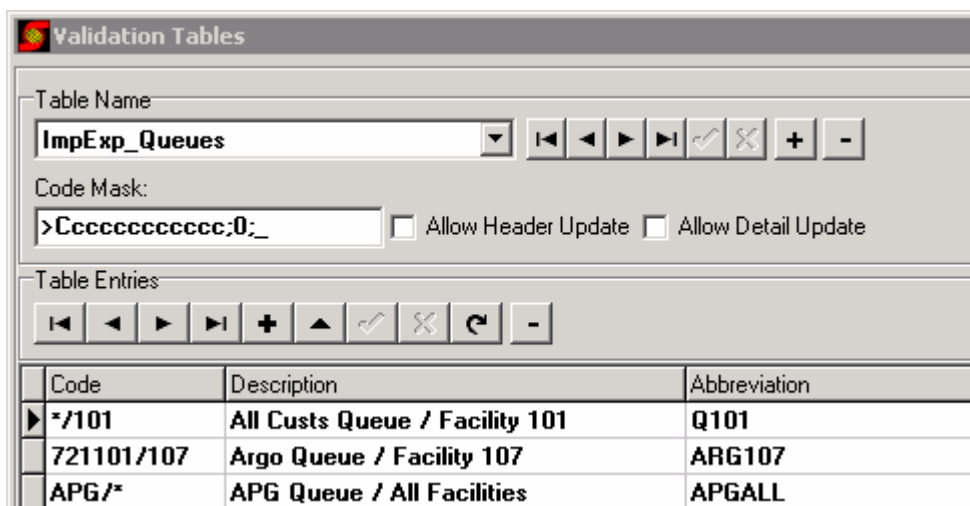 Validation Tables
Table Name
ImpExp_Queues
Code Mask:
>Cccccccccccc;0;_ Allow Header Update Allow Detail Update
Table Entries
Code Description Abbreviation
*/101 All Custs Queue / Facility 101 Q101
721101/107 Argo Queue / Facility 107 ARG107
APG/* APG Queue / All Facilities APGALL